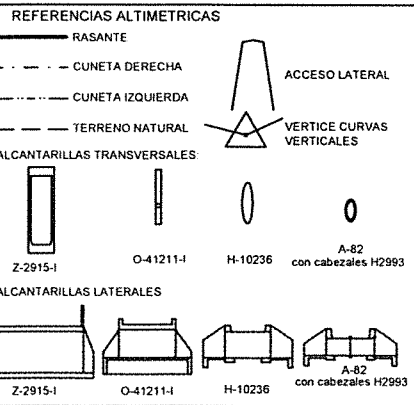 REFERENCIAS ALTIMETRICAS
RASANTE
CUNETA DERECHA
ACCESO LATERAL
CUNETA IZQUIERDA
TERRENO NATURAL
VERTICE CURVAS
VERTICALES
ALCANTARILLAS TRANSVERSALES:
Z-2915-I
O-41211-I
H-10236
A-82
con cabezales H2993
ALCANTARILLAS LATERALES
Z-2915-I
O-41211-I
H-10236
A-82
con cabezales H2993